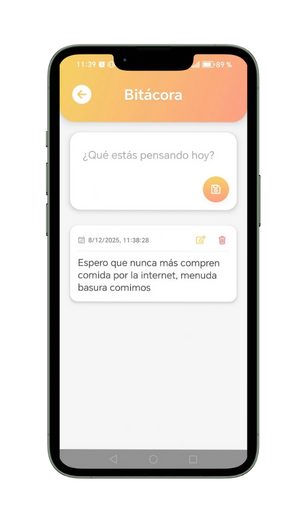 11:39
89 %
Bitácora
¿Qué estás pensando hoy?
8/12/2025, 11:38:28
Espero que nunca más compren
comida por la internet, menuda
basura comimos